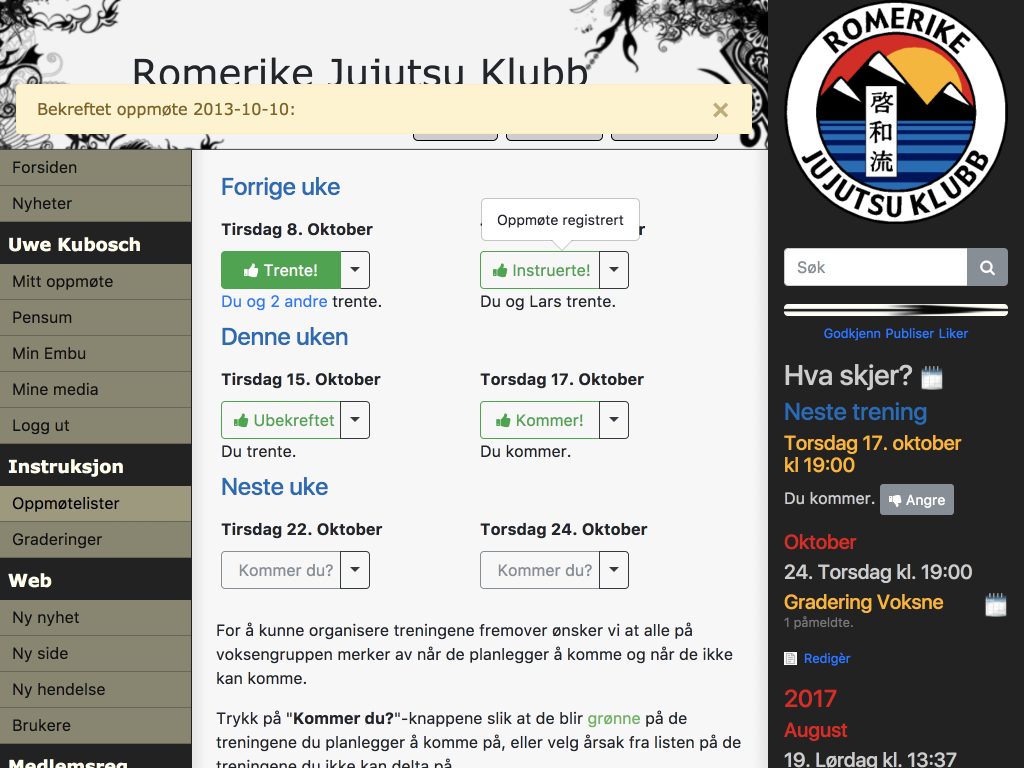 Romerike Jujutsu Klubb
Bekreftet oppmøte 2013-10-10: ×
Forsiden
Nyheter
Uwe Kubosch
Mitt oppmøte
Pensum
Min Embu
Mine media
Logg ut
Instruksjon
Oppmøtelister
Graderinger
Web
Ny nyhet
Ny side
Ny hendelse
Brukere
Medlemsreg
Forrige uke
Oppmøte registrert
Tirsdag 8. Oktober
Trente!
Instruerte!
Du og 2 andre trente.
Du og Lars trente.
Denne uken
Tirsdag 15. Oktober
Torsdag 17. Oktober
Ubekreftet
Kommer!
Du trente.
Du kommer.
Neste uke
Tirsdag 22. Oktober
Torsdag 24. Oktober
Kommer du?
Kommer du?
For å kunne organisere treningene fremover ønsker vi at alle på
voksengruppen merker av når de planlegger å komme og når de ikke
kan komme.
Trykk på "Kommer du?"-knappene slik at de blir grønne på de
treningene du planlegger å komme på, eller velg årsak fra listen på de
treningene du ikke kan delta på.
ROMERIKE
啓和流
JUJUTSU KLUBB
Søk
Godkjenn Publiser Liker
Hva skjer?
Neste trening
Torsdag 17. oktober
kl 19:00
Du kommer. Angre
Oktober
24. Torsdag kl. 19:00
Gradering Voksne
1 påmeldte.
Redigèr
2017
August
19. Lørdag kl. 13:37